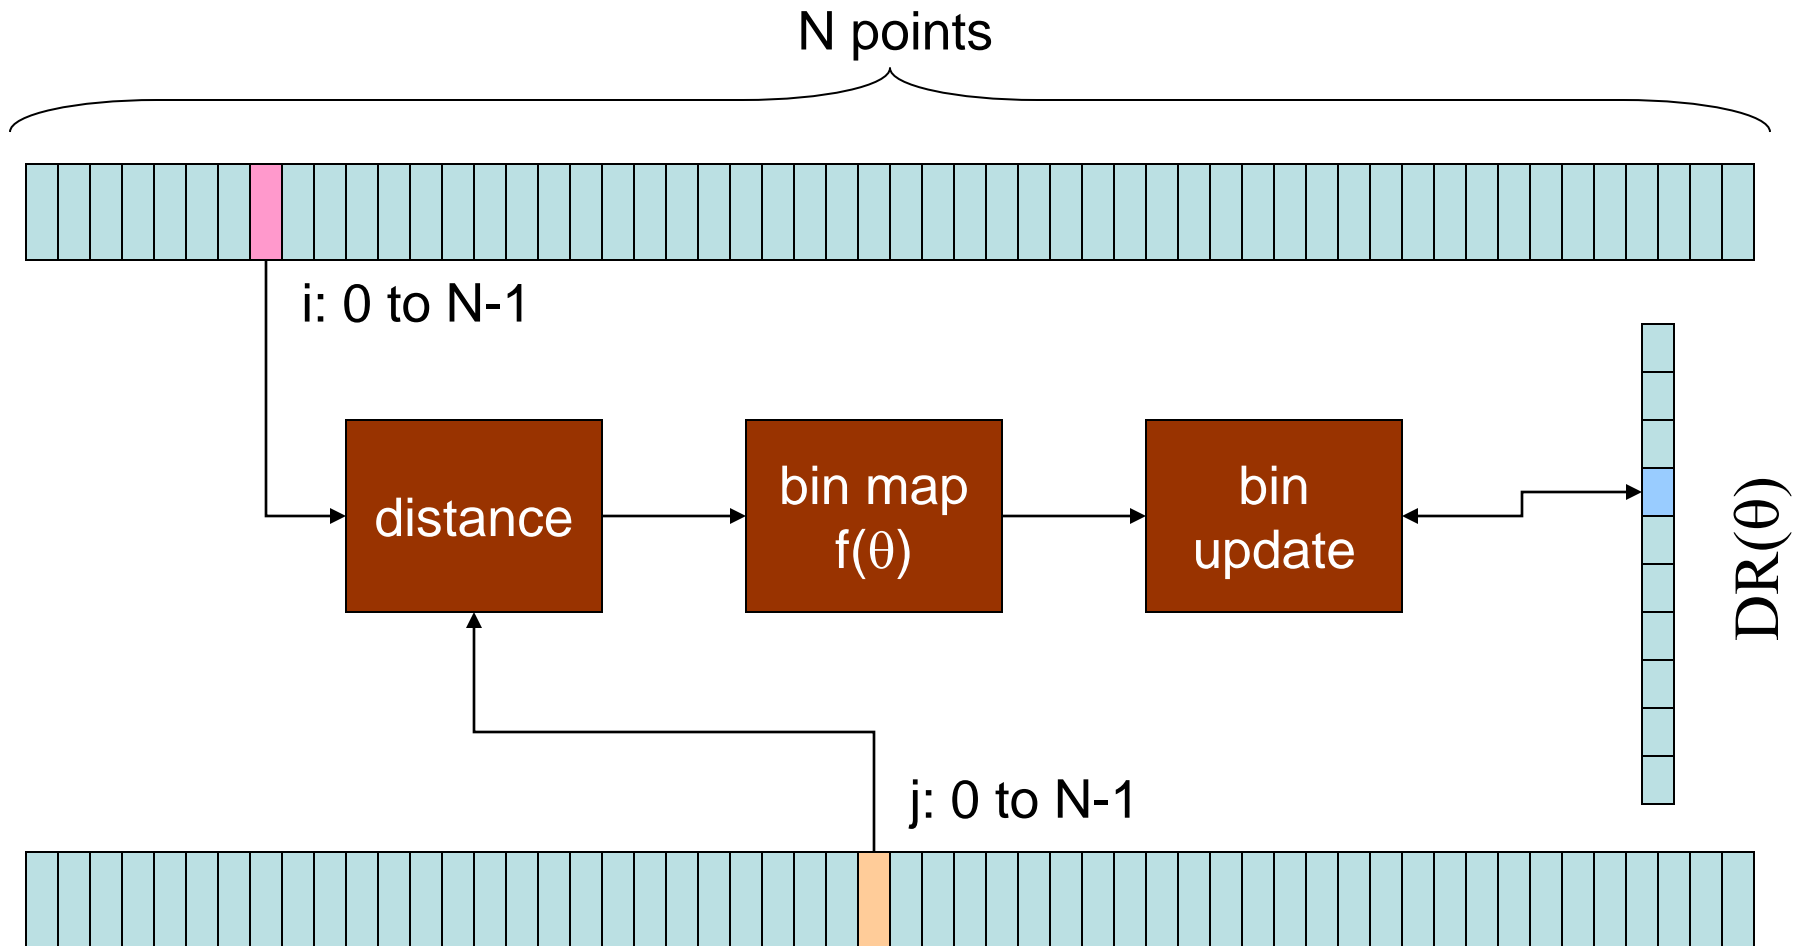 N points
i: 0 to N-1
distance
bin map
f(θ)
bin
update
DR(θ)
j: 0 to N-1